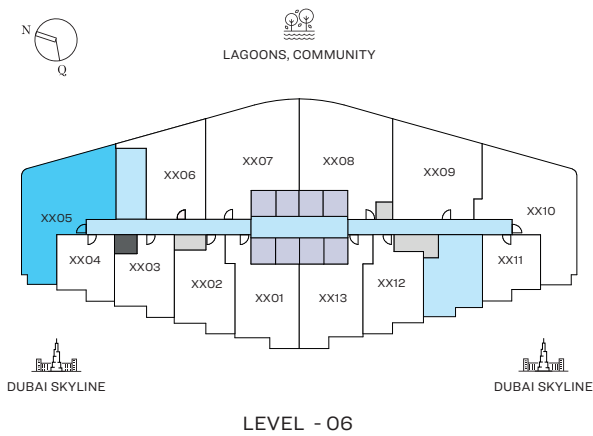 N
Q
LAGOONS, COMMUNITY
XX06
XX07
XX08
XX09
XX05
XX10
XX04
XX03
XX02
XX01
XX13
XX12
XX11
DUBAI SKYLINE
DUBAI SKYLINE
LEVEL - 06